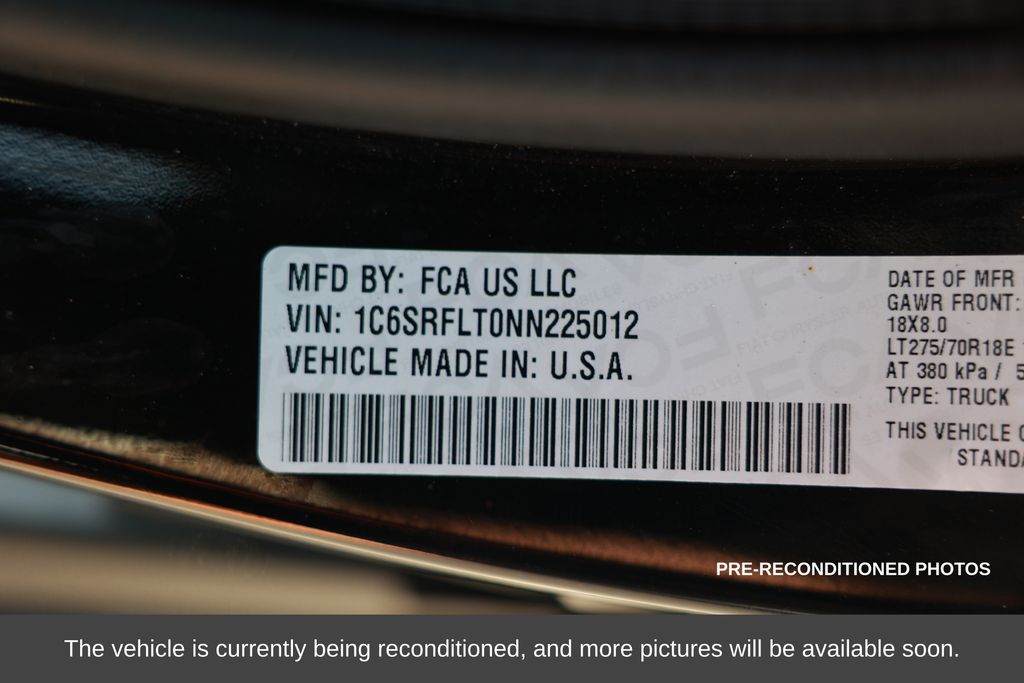 MFD BY: FCA US LLC
VIN: 1C6SRFLT0NN225012
VEHICLE MADE IN: U.S.A.
DATE OF MFR
GAWR FRONT:
18X8.0
LT275/70R18E
AT 380 kPa / 5
TYPE: TRUCK
THIS VEHICLE
STANDA
PRE-RECONDITIONED PHOTOS
The vehicle is currently being reconditioned, and more pictures will be available soon.